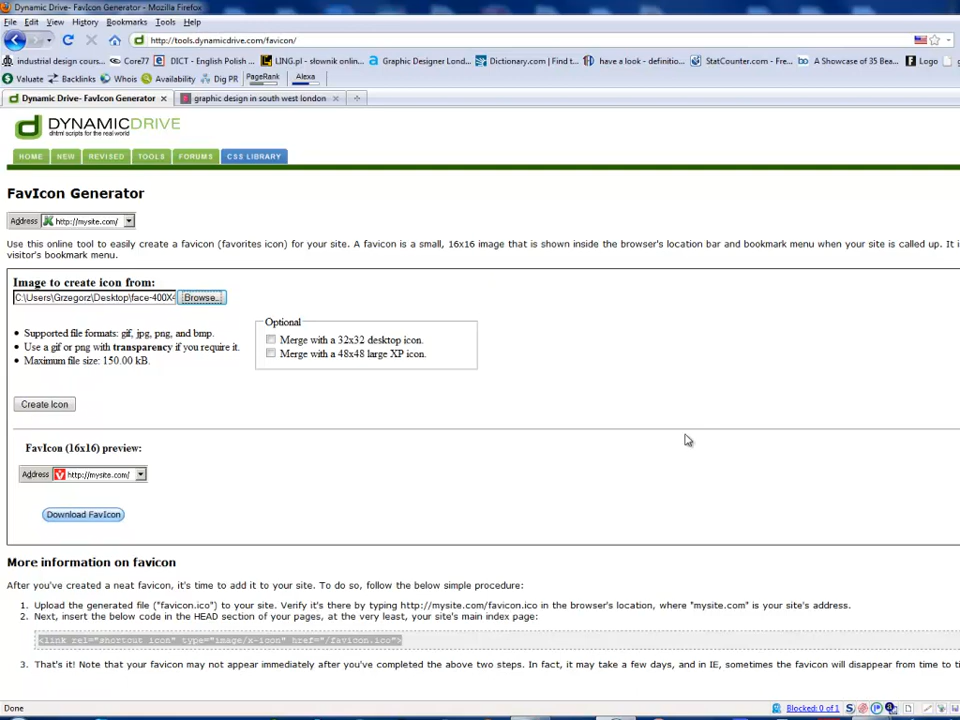 Dynamic Drive- FavIcon Generator - Mozilla Firefox
File Edit View History Bookmarks Tools Help
http://tools.dynamicdrive.com/favicon/
industrial design cours... Core77 DICT - English Polish ... LING.pl - słownik online... Graphic Designer Lond... Dictionary.com | Find t... have a look - definitio... StatCounter.com - Fre... A Showcase of 35 Bea... Logo
Valuate Backlinks Whois Availability Dig PR PageRank Alexa
Dynamic Drive- FavIcon Generator graphic design in south west london
DYNAMICDRIVE
dhtml scripts for the real world
HOME NEW REVISED TOOLS FORUMS CSS LIBRARY
FavIcon Generator
Address http://mysite.com/
Use this online tool to easily create a favicon (favorites icon) for your site. A favicon is a small, 16x16 image that is shown inside the browser's location bar and bookmark menu when your site is called up. It i
visitor's bookmark menu.
Image to create icon from:
C:\Users\Grzegorz\Desktop\face-400X4 Browse...
Optional
• Supported file formats: gif, jpg, png, and bmp.
• Use a gif or png with transparency if you require it.
• Maximum file size: 150.00 kB.
Merge with a 32x32 desktop icon.
Merge with a 48x48 large XP icon.
Create Icon
FavIcon (16x16) preview:
Address http://mysite.com/
Download FavIcon
More information on favicon
After you've created a neat favicon, it's time to add it to your site. To do so, follow the below simple procedure:
1. Upload the generated file ("favicon.ico") to your site. Verify it's there by typing http://mysite.com/favicon.ico in the browser's location, where "mysite.com" is your site's address.
2. Next, insert the below code in the HEAD section of your pages, at the very least, your site's main index page:
<link rel="shortcut icon" type="image/x-icon" href="/favicon.ico">
3. That's it! Note that your favicon may not appear immediately after you've completed the above two steps. In fact, it may take a few days, and in IE, sometimes the favicon will disappear from time to ti
Done
Blocked: 0 of 1